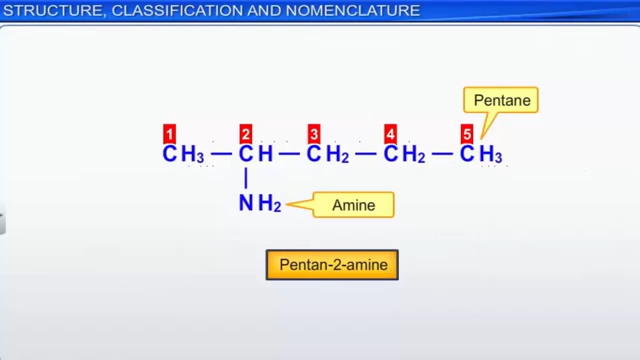 STRUCTURE, CLASSIFICATION AND NOMENCLATURE
Pentane
1 2 3 4 5
CH3 — CH — CH2 — CH2 — CH3
NH2
Amine
Pentan-2-amine